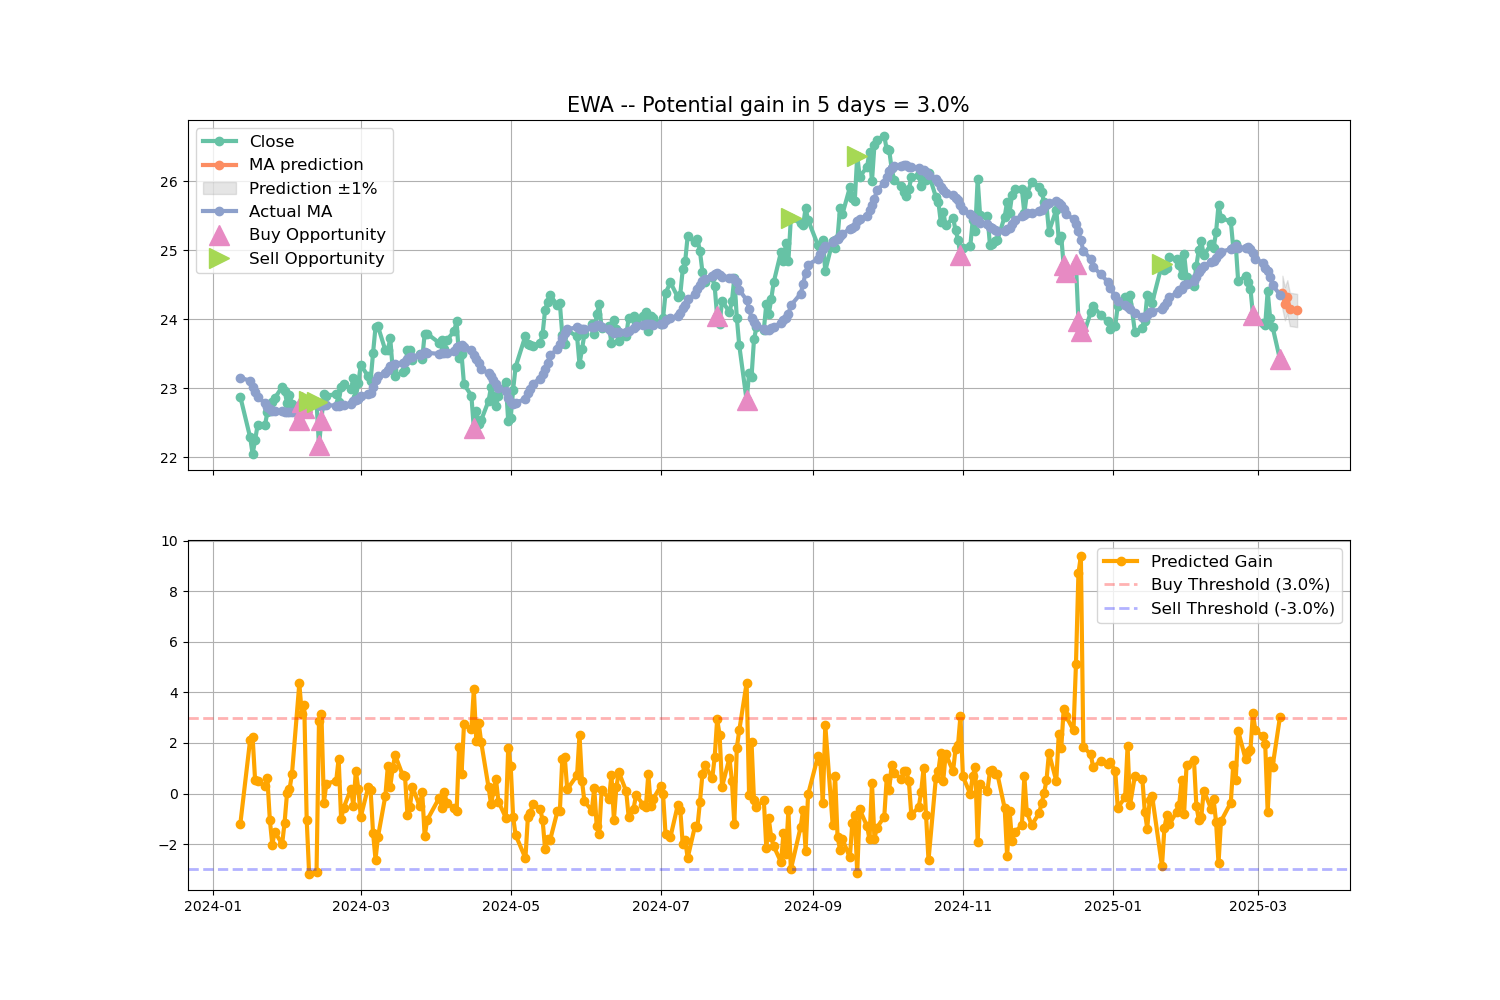 EWA -- Potential gain in 5 days = 3.0%
Close
MA prediction
Prediction ±1%
Actual MA
Buy Opportunity
Sell Opportunity
26
25
24
23
22
10
8
6
4
2
0
−2
Predicted Gain
Buy Threshold (3.0%)
Sell Threshold (-3.0%)
2024-01 2024-03 2024-05 2024-07 2024-09 2024-11 2025-01 2025-03